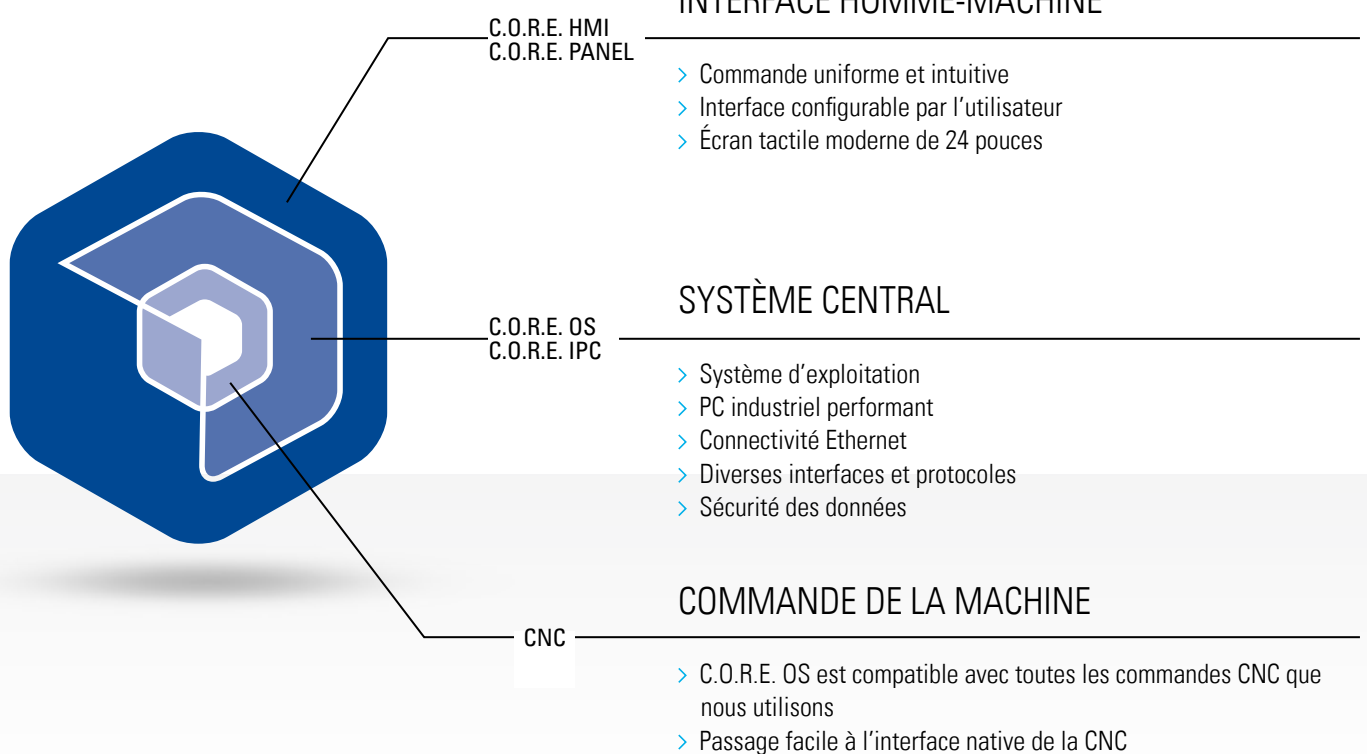 INTERFACE HOMME-MACHINE
C.O.R.E. HMI
C.O.R.E. PANEL
> Commande uniforme et intuitive
> Interface configurable par l’utilisateur
> Écran tactile moderne de 24 pouces
SYSTÈME CENTRAL
C.O.R.E. OS
C.O.R.E. IPC
> Système d’exploitation
> PC industriel performant
> Connectivité Ethernet
> Diverses interfaces et protocoles
> Sécurité des données
COMMANDE DE LA MACHINE
CNC
> C.O.R.E. OS est compatible avec toutes les commandes CNC que
nous utilisons
> Passage facile à l’interface native de la CNC